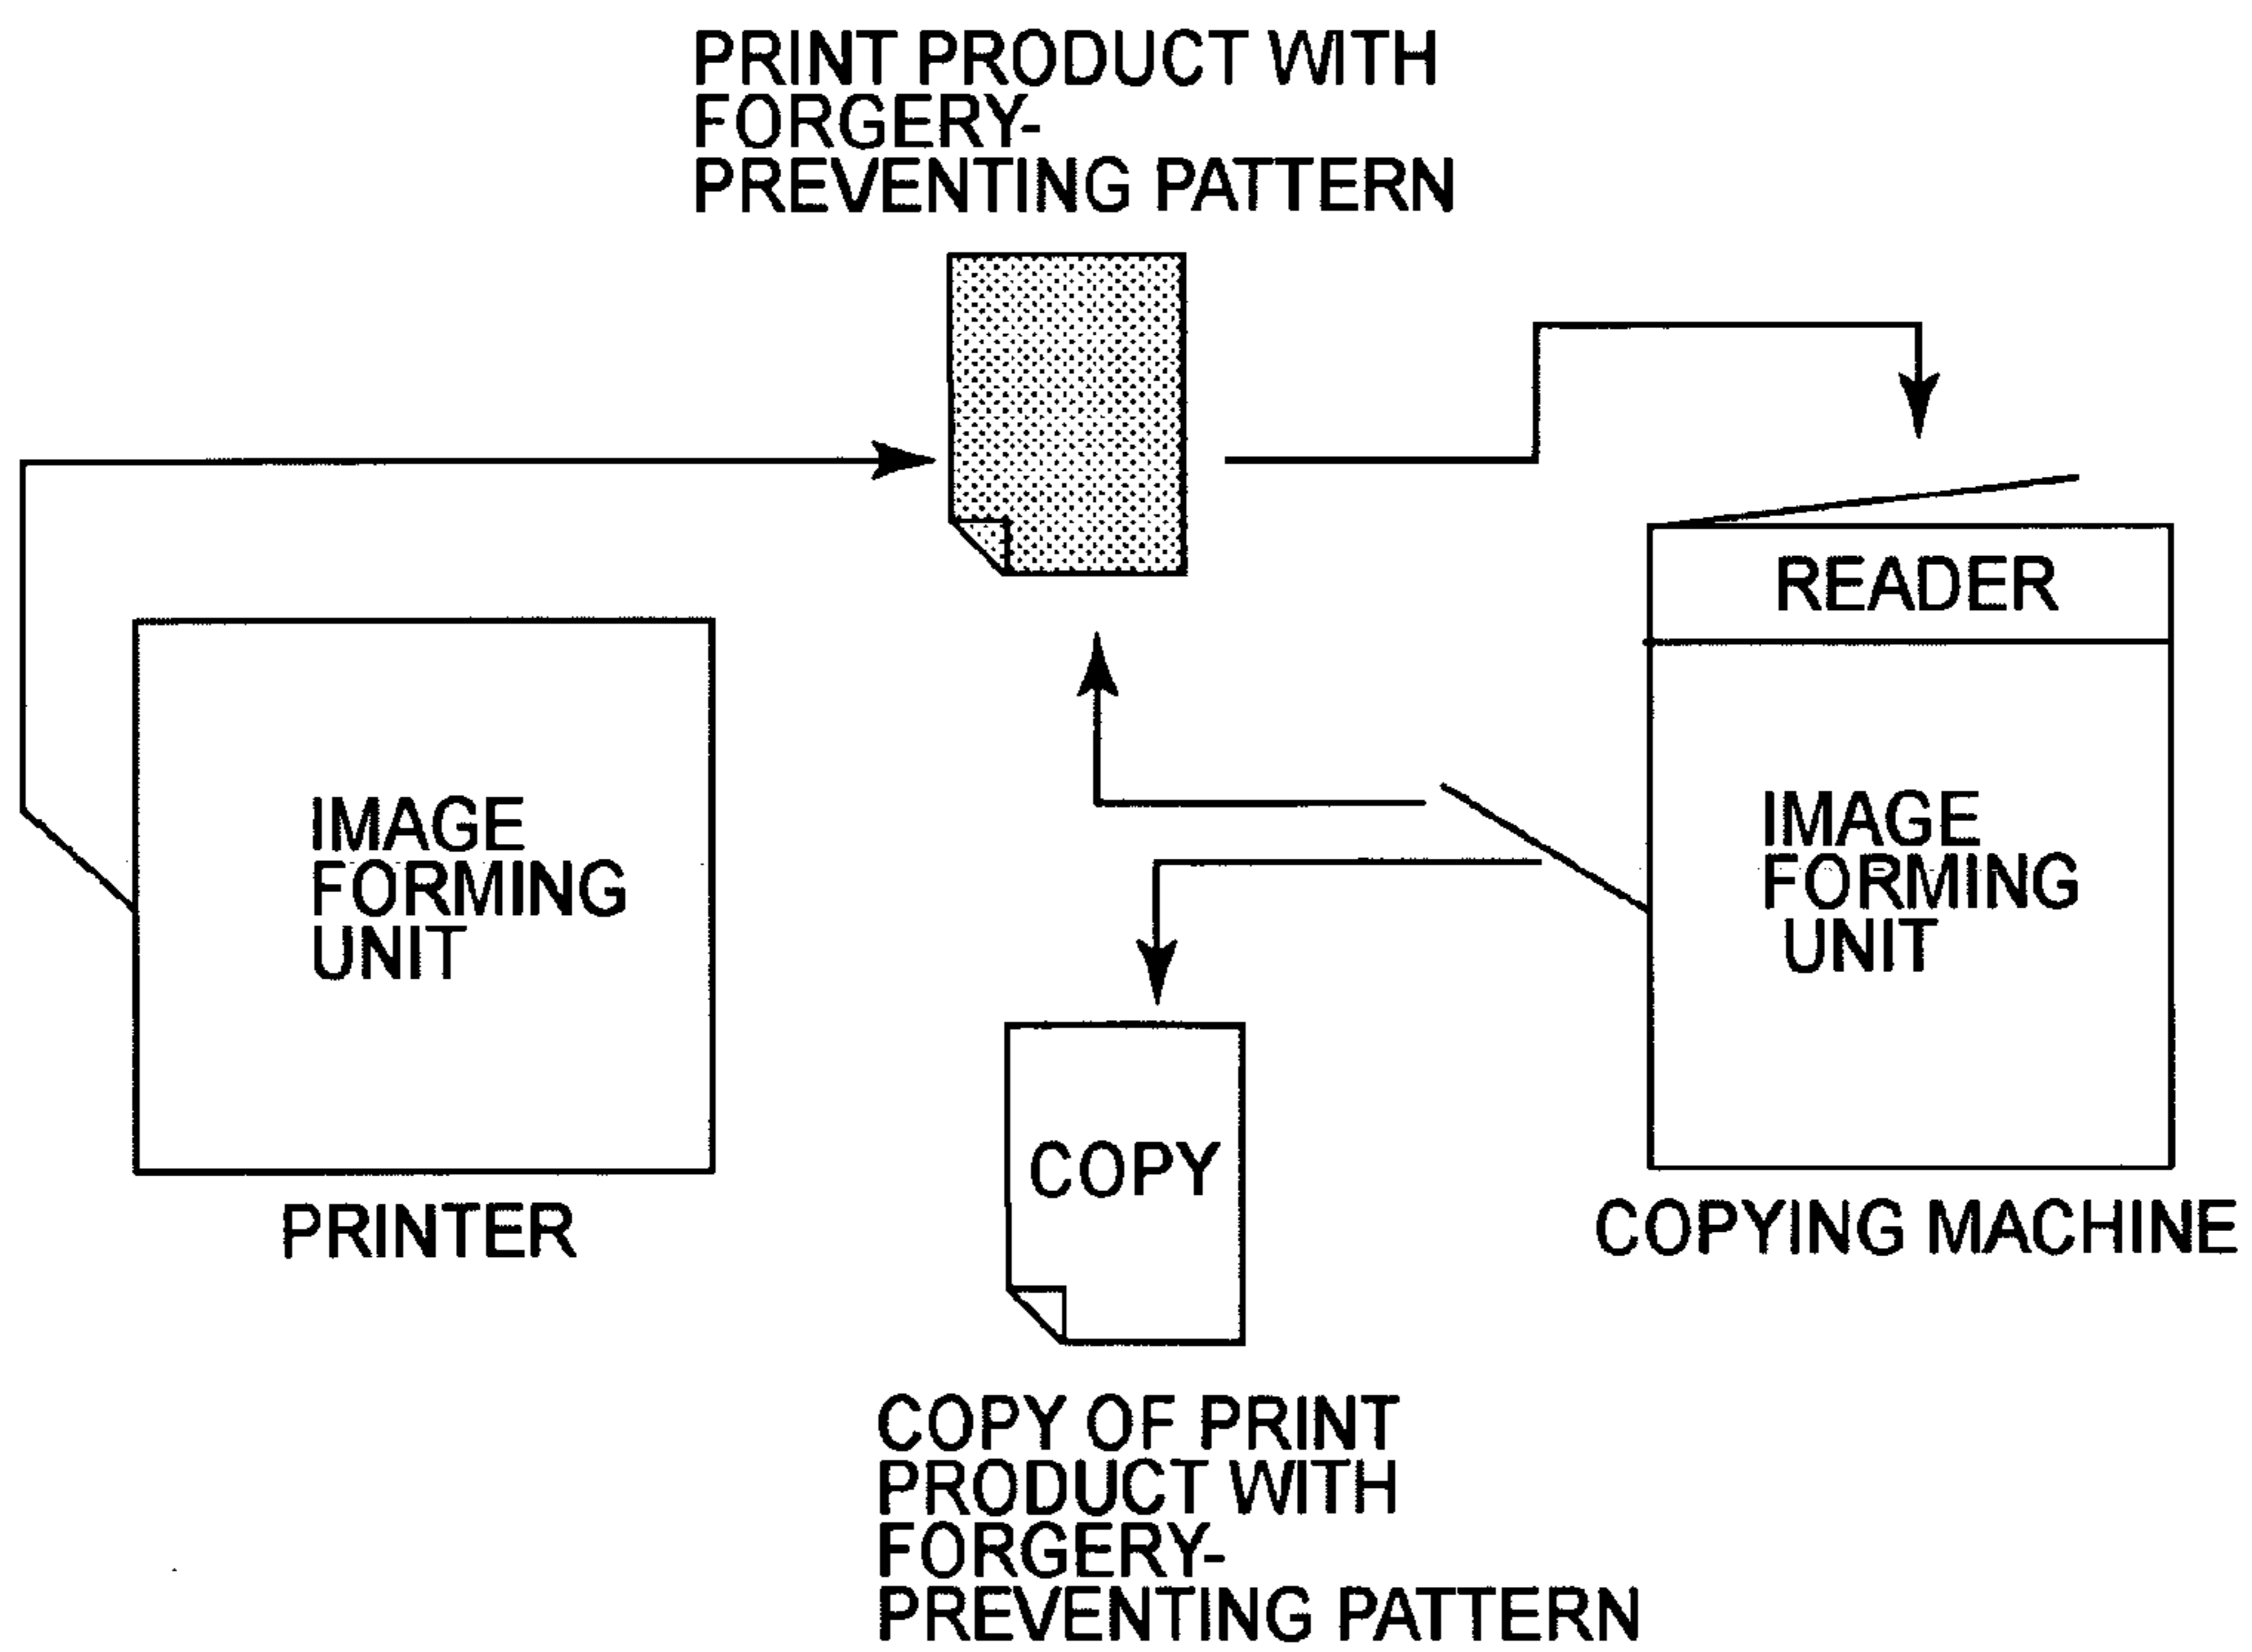 PRINT PRODUCT WITH
FORGERY-
PREVENTING PATTERN
READER
IMAGE
FORMING
UNIT
IMAGE
FORMING
UNIT
COPY
PRINTER
COPYING MACHINE
COPY OF PRINT
PRODUCT WITH
FORGERY-
PREVENTING PATTERN